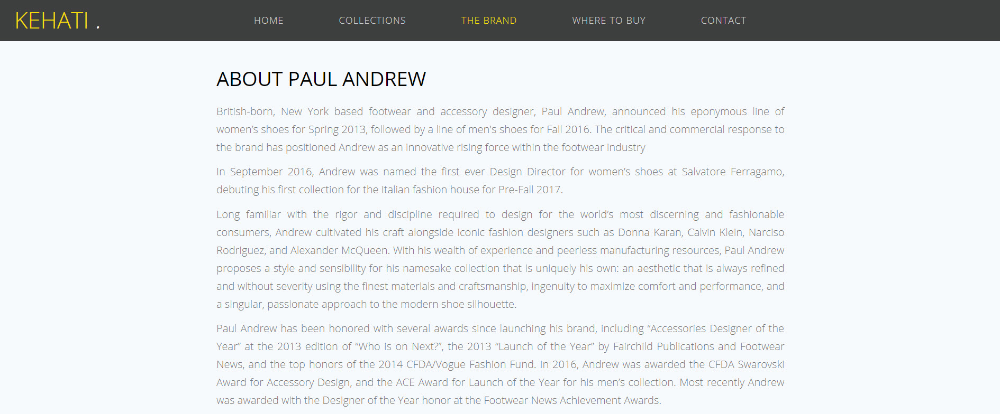 KEHATI .
HOME COLLECTIONS THE BRAND WHERE TO BUY CONTACT
ABOUT PAUL ANDREW
British-born, New York based footwear and accessory designer, Paul Andrew, announced his eponymous line of
women’s shoes for Spring 2013, followed by a line of men's shoes for Fall 2016. The critical and commercial response to
the brand has positioned Andrew as an innovative rising force within the footwear industry
In September 2016, Andrew was named the first ever Design Director for women’s shoes at Salvatore Ferragamo,
debuting his first collection for the Italian fashion house for Pre-Fall 2017.
Long familiar with the rigor and discipline required to design for the world’s most discerning and fashionable
consumers, Andrew cultivated his craft alongside iconic fashion designers such as Donna Karan, Calvin Klein, Narciso
Rodriguez, and Alexander McQueen. With his wealth of experience and peerless manufacturing resources, Paul Andrew
proposes a style and sensibility for his namesake collection that is uniquely his own: an aesthetic that is always refined
and without severity using the finest materials and craftsmanship, ingenuity to maximize comfort and performance, and
a singular, passionate approach to the modern shoe silhouette.
Paul Andrew has been honored with several awards since launching his brand, including “Accessories Designer of the
Year” at the 2013 edition of “Who is on Next?”, the 2013 “Launch of the Year” by Fairchild Publications and Footwear
News, and the top honors of the 2014 CFDA/Vogue Fashion Fund. In 2016, Andrew was awarded the CFDA Swarovski
Award for Accessory Design, and the ACE Award for Launch of the Year for his men’s collection. Most recently Andrew
was awarded with the Designer of the Year honor at the Footwear News Achievement Awards.